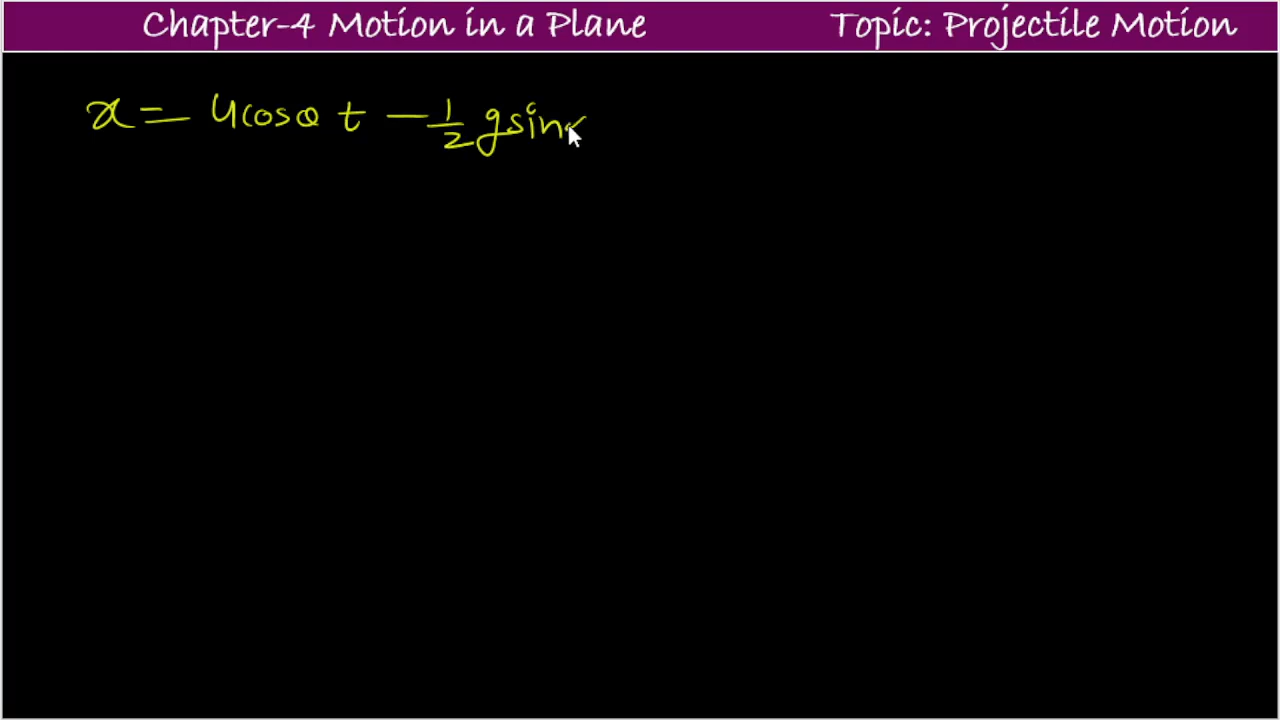 Chapter-4 Motion in a Plane Topic: Projectile Motion
x = ucosθ t - 1/2 gsin